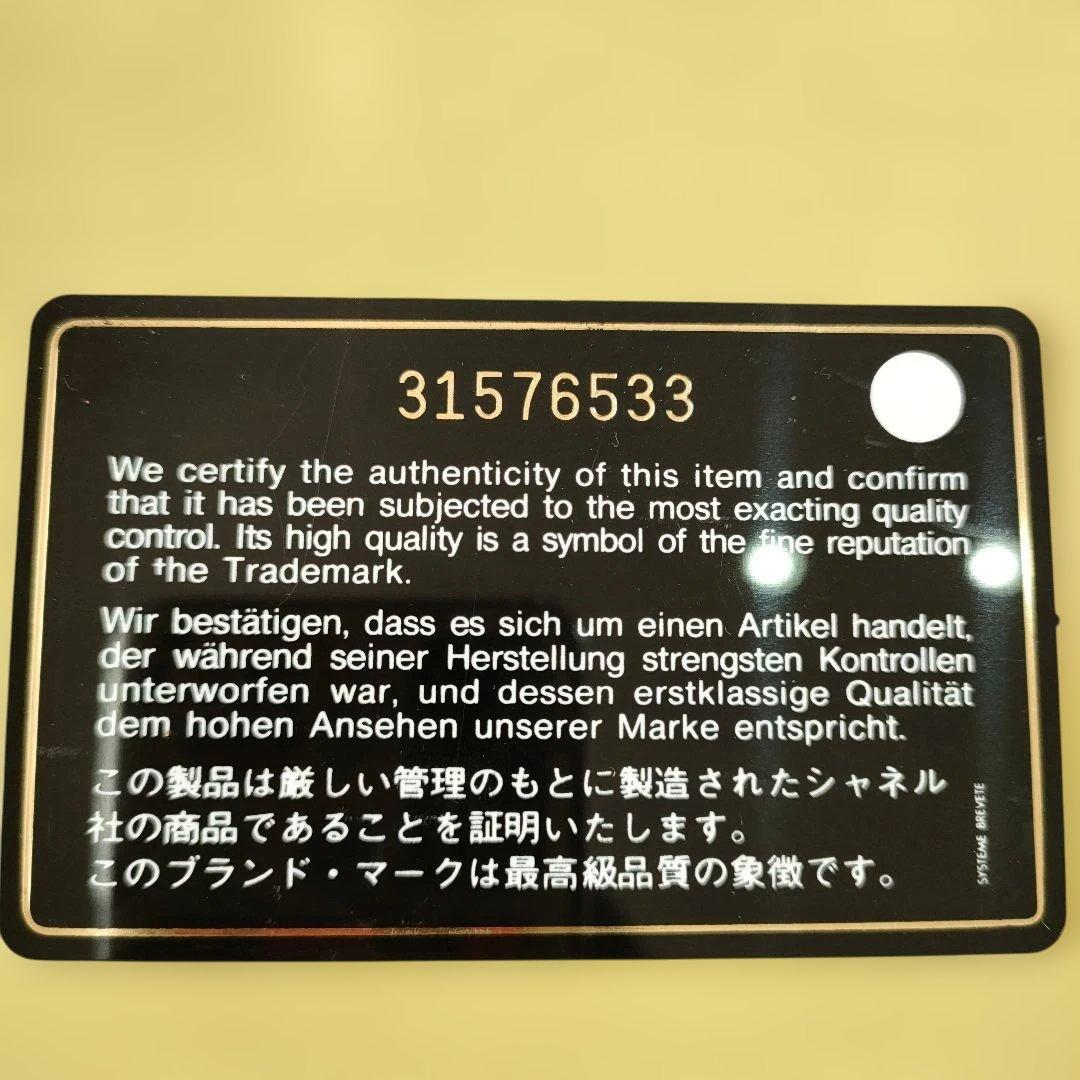 31576533
We certify the authenticity of this item and confirm
that it has been subjected to the most exacting quality
control. Its high quality is a symbol of the fine reputation
of the Trademark.
Wir bestätigen, dass es sich um einen Artikel handelt,
der während seiner Herstellung strengsten Kontrollen
unterworfen war, und dessen erstklassige Qualität
dem hohen Ansehen unserer Marke entspricht.
この製品は厳しい管理のもとに製造されたシャネル
社の商品であることを証明いたします。
このブランド・マークは最高級品質の象徴です。
SYSTÈME BREVETE